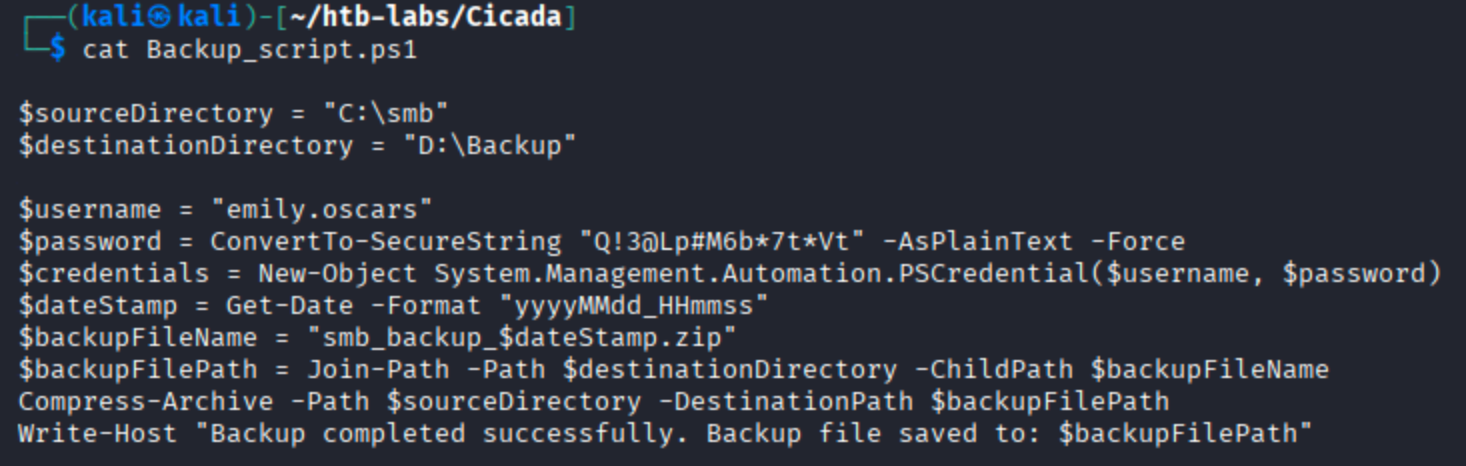 ┌──(kali㉿kali)-[~/htb-labs/Cicada]
└─$ cat Backup_script.ps1
$sourceDirectory = "C:\smb"
$destinationDirectory = "D:\Backup"
$username = "emily.oscars"
$password = ConvertTo-SecureString "Q!3@Lp#M6b*7t*Vt" -AsPlainText -Force
$credentials = New-Object System.Management.Automation.PSCredential($username, $password)
$dateStamp = Get-Date -Format "yyyyMMdd_HHmmss"
$backupFileName = "smb_backup_$dateStamp.zip"
$backupFilePath = Join-Path -Path $destinationDirectory -ChildPath $backupFileName
Compress-Archive -Path $sourceDirectory -DestinationPath $backupFilePath
Write-Host "Backup completed successfully. Backup file saved to: $backupFilePath"